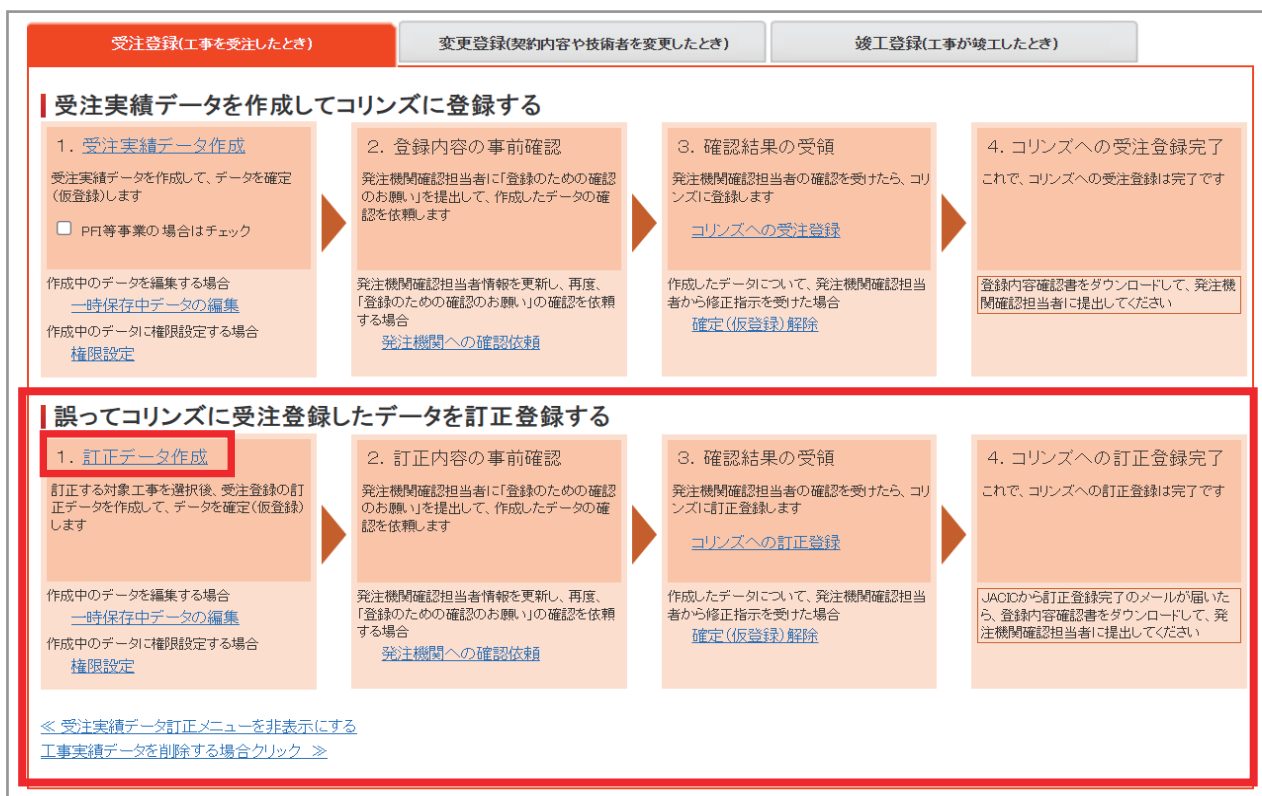 受注登録(工事を受注したとき)
変更登録(契約内容や技術者を変更したとき)
竣工登録(工事が竣工したとき)
受注実績データを作成してコリンズに登録する
1. 受注実績データ作成
受注実績データを作成して、データを確定
(仮登録)します
PFI等事業の場合はチェック
作成中のデータを編集する場合
一時保存中データの編集
作成中のデータに権限設定する場合
権限設定
2. 登録内容の事前確認
発注機関確認担当者に「登録のための確認
のお願い」を提出して、作成したデータの確
認を依頼します
発注機関確認担当者情報を更新し、再度、
「登録のための確認のお願い」の確認を依頼
する場合
発注機関への確認依頼
3. 確認結果の受領
発注機関確認担当者の確認を受けたら、コリ
ンズに登録します
コリンズへの受注登録
作成したデータについて、発注機関確認担当
者から修正指示を受けた場合
確定(仮登録)解除
4. コリンズへの受注登録完了
これで、コリンズへの受注登録は完了です
登録内容確認書をダウンロードして、発注機
関確認担当者に提出してください
誤ってコリンズに受注登録したデータを訂正登録する
1. 訂正データ作成
訂正する対象工事を選択後、受注登録の訂
正データを作成して、データを確定(仮登録)
します
作成中のデータを編集する場合
一時保存中データの編集
作成中のデータに権限設定する場合
権限設定
2. 訂正内容の事前確認
発注機関確認担当者に「登録のための確認
のお願い」を提出して、作成したデータの確
認を依頼します
発注機関確認担当者情報を更新し、再度、
「登録のための確認のお願い」の確認を依頼
する場合
発注機関への確認依頼
3. 確認結果の受領
発注機関確認担当者の確認を受けたら、コリ
ンズに訂正登録します
コリンズへの訂正登録
作成したデータについて、発注機関確認担当
者から修正指示を受けた場合
確定(仮登録)解除
4. コリンズへの訂正登録完了
これで、コリンズへの訂正登録は完了です
JACICから訂正登録完了のメールが届いた
ら、登録内容確認書をダウンロードして、発
注機関確認担当者に提出してください
≪ 受注実績データ訂正メニューを非表示にする
工事実績データを削除する場合クリック ≫